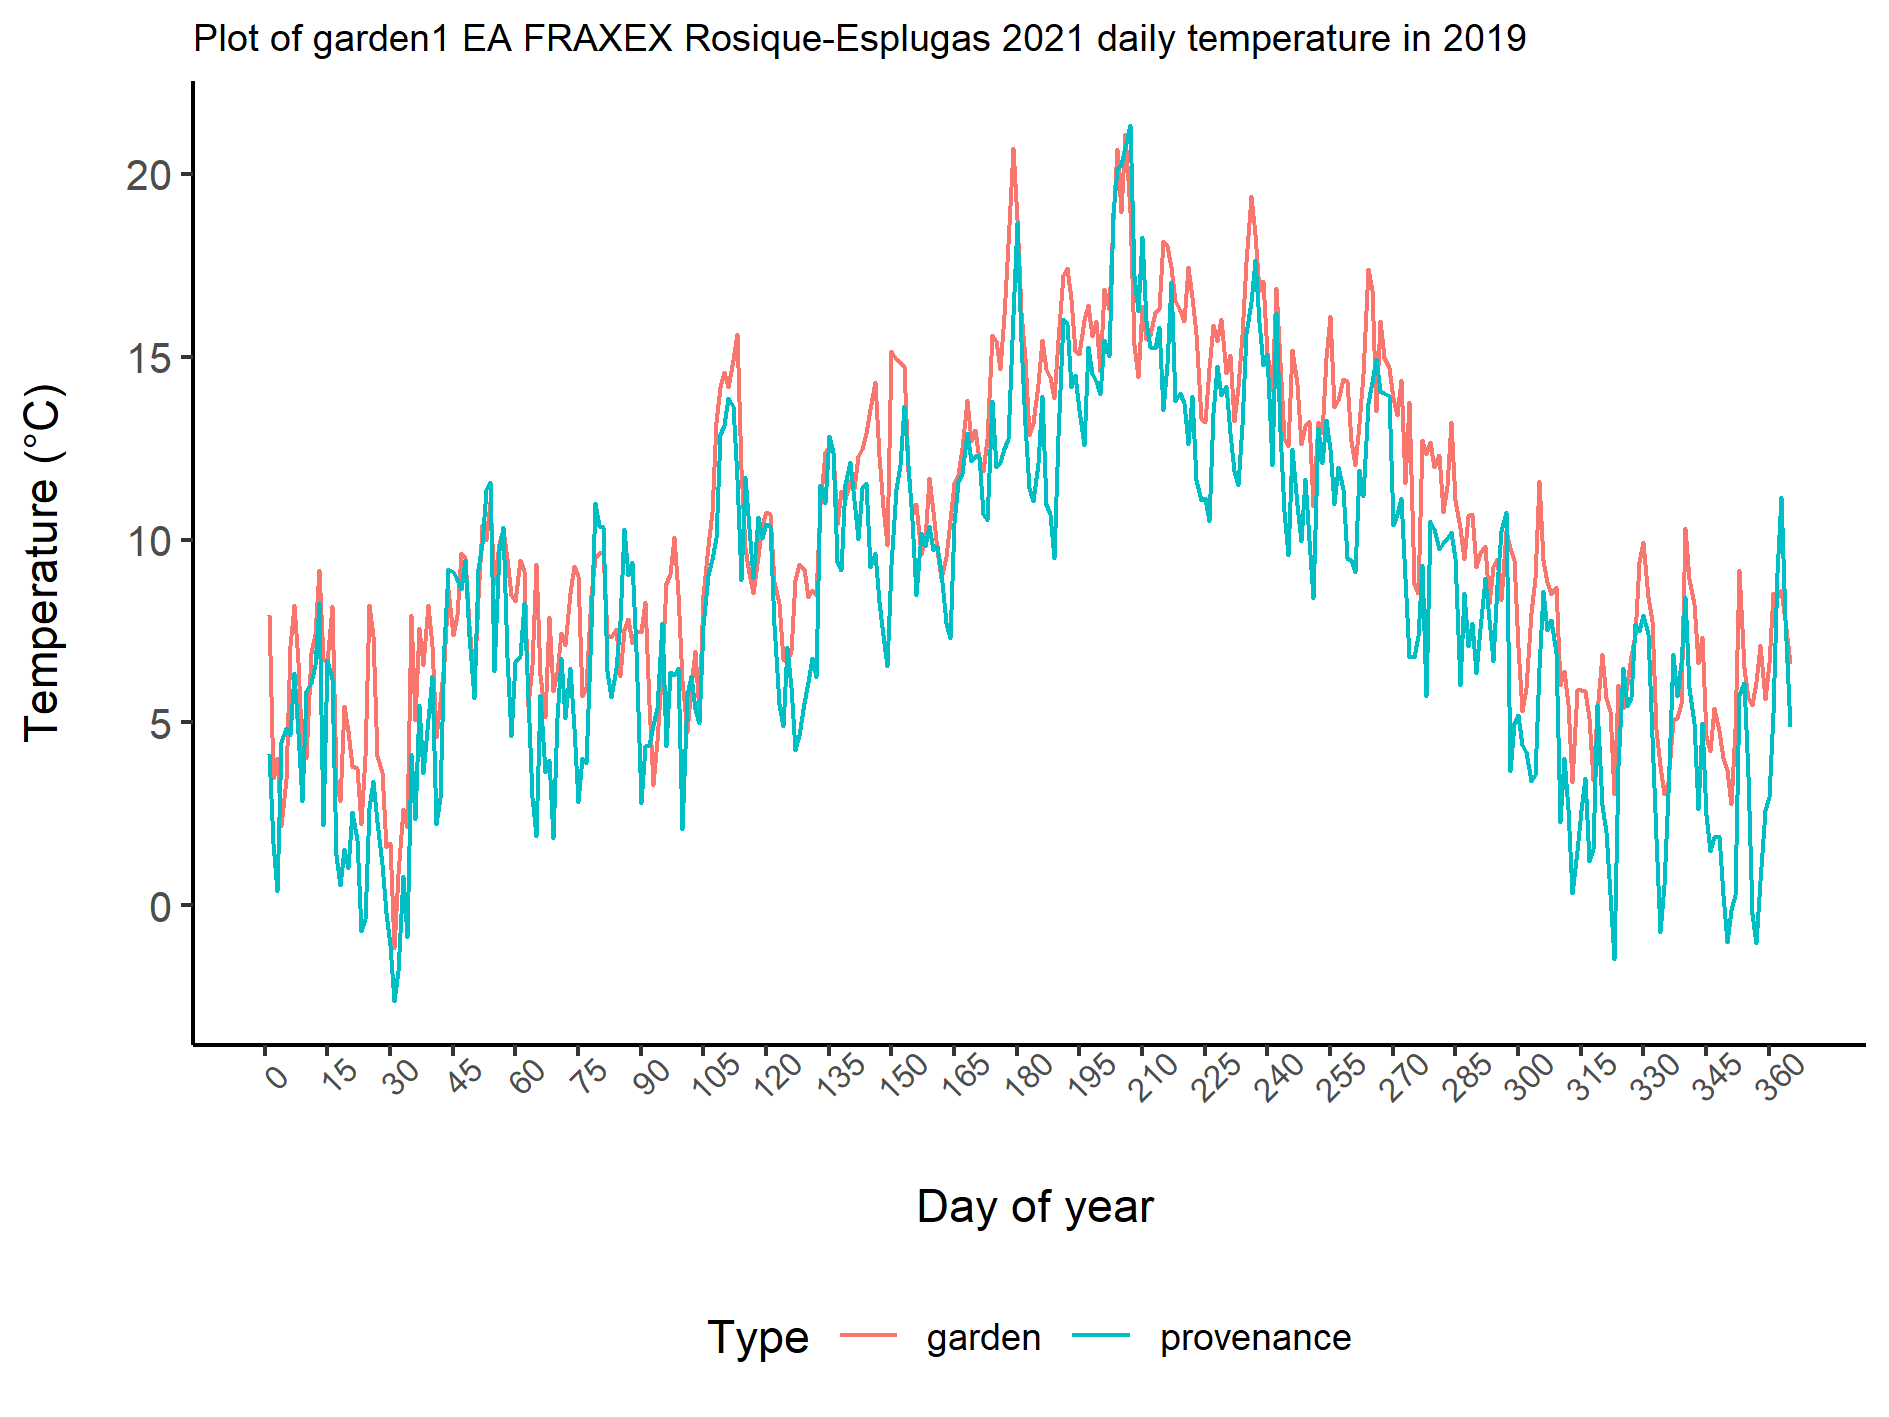 Plot of garden1 EA FRAXEX Rosique-Esplugas 2021 daily temperature in 2019
Temperature (°C)
20
15
10
5
0
0 15 30 45 60 75 90 105 120 135 150 165 180 195 210 225 240 255 270 285 300 315 330 345 360
Day of year
Type garden provenance